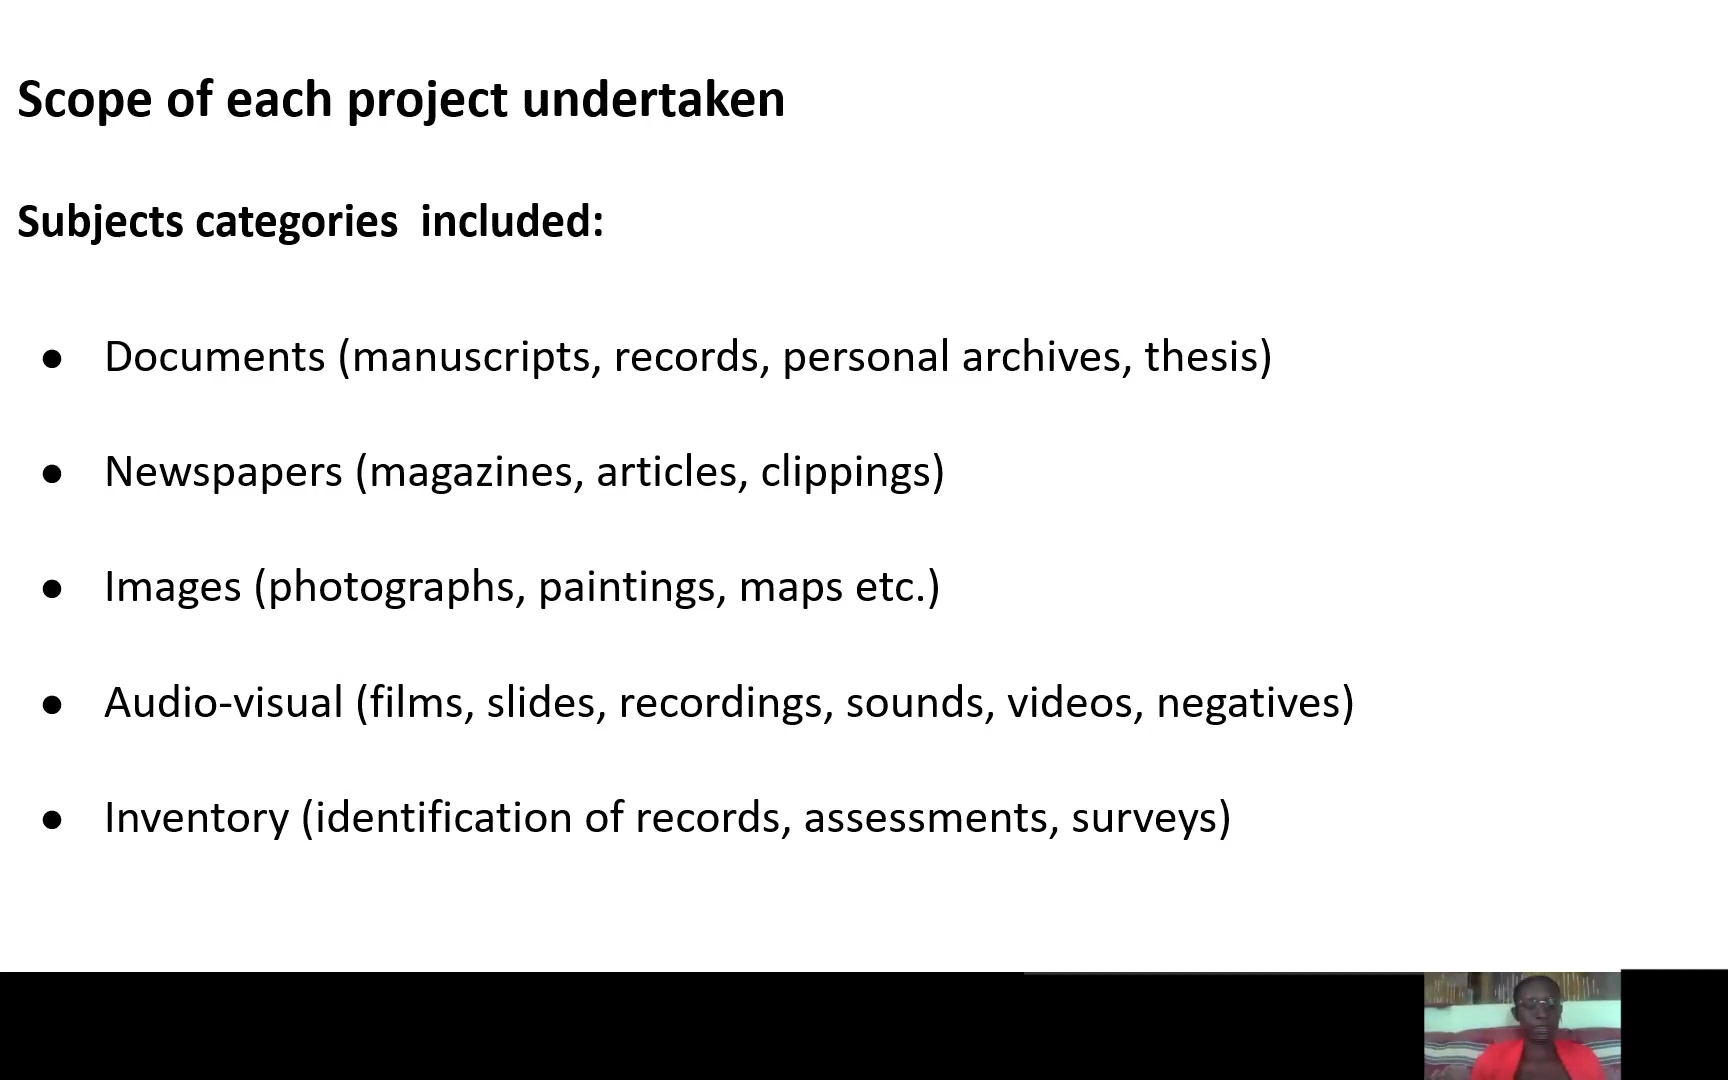 Scope of each project undertaken
Subjects categories  included:
● Documents (manuscripts, records, personal archives, thesis)
● Newspapers (magazines, articles, clippings)
● Images (photographs, paintings, maps etc.)
● Audio-visual (films, slides, recordings, sounds, videos, negatives)
● Inventory (identification of records, assessments, surveys)